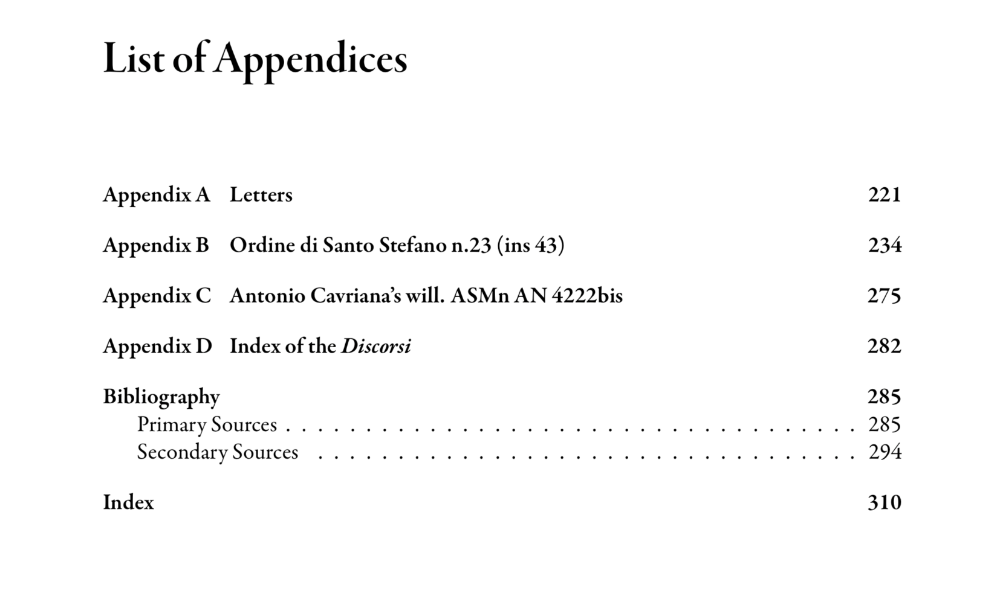 List of Appendices
Appendix A Letters 221
Appendix B Ordine di Santo Stefano n.23 (ins 43) 234
Appendix C Antonio Cavriana’s will. ASMn AN 4222bis 275
Appendix D Index of the Discorsi 282
Bibliography 285
Primary Sources . . . . . . . . . . . . . . . . . . . . . . . . . . . . . . . . . . . . 285
Secondary Sources . . . . . . . . . . . . . . . . . . . . . . . . . . . . . . . . . . 294
Index 310